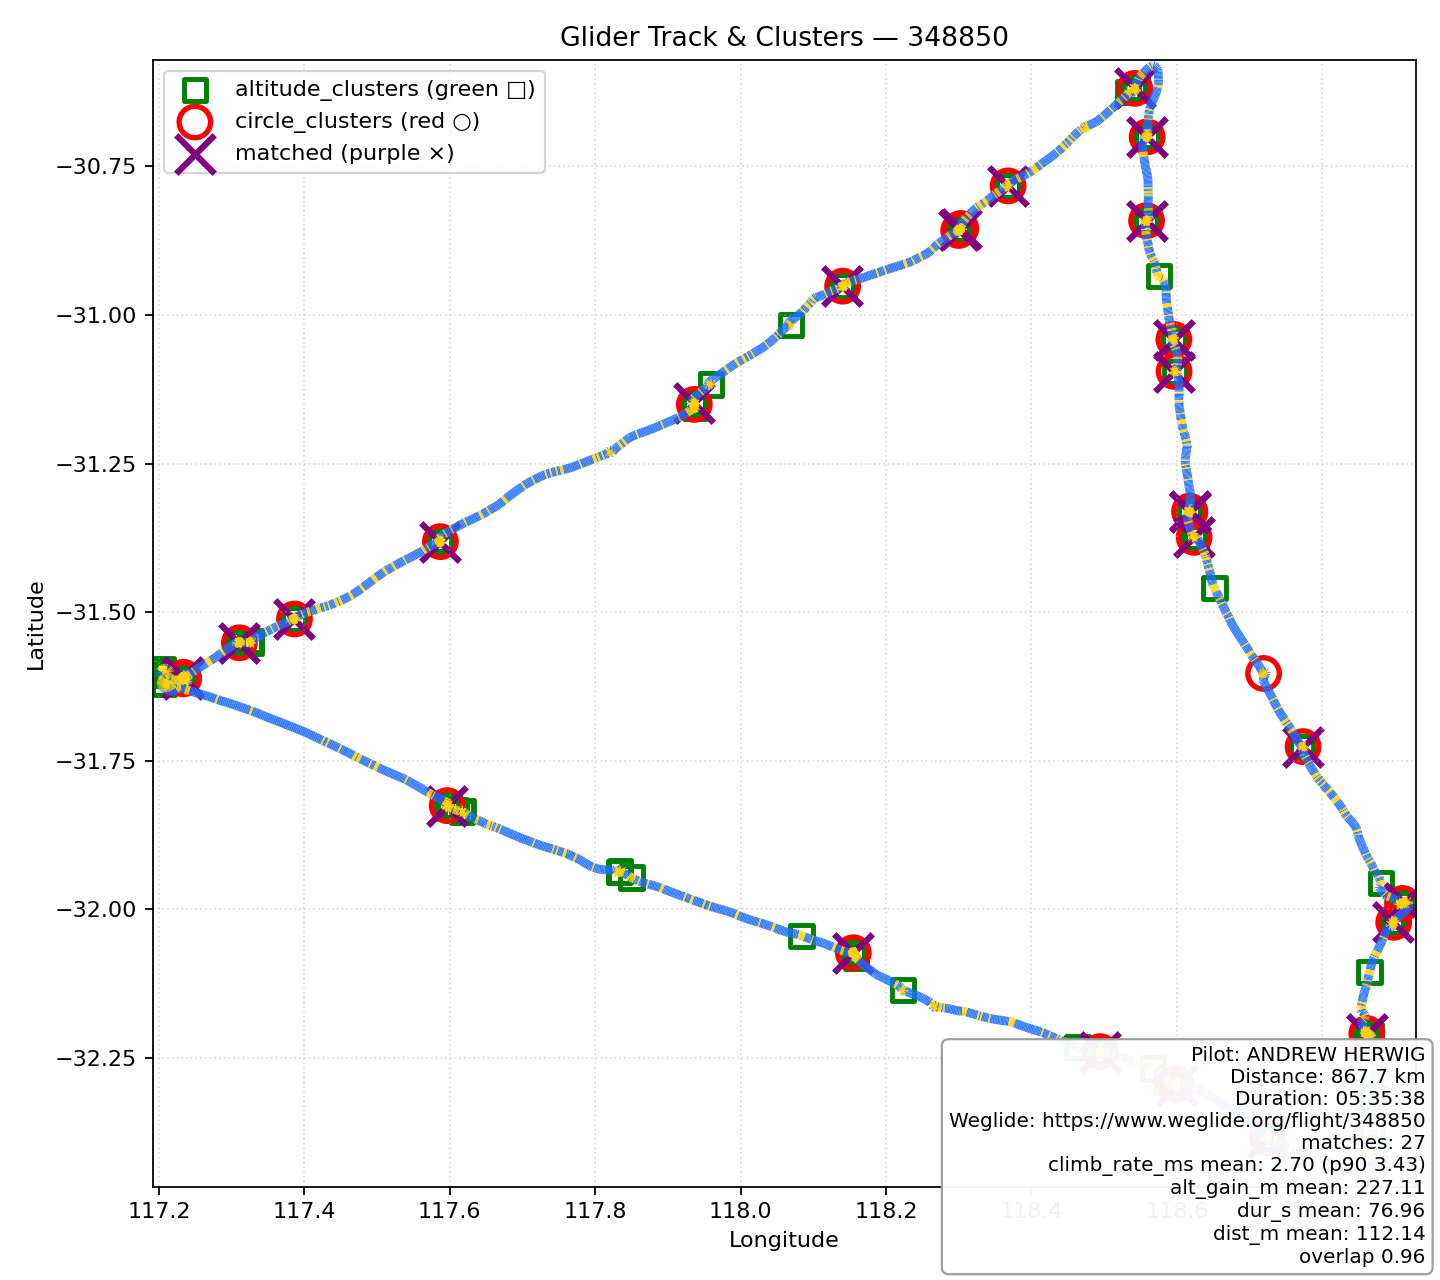 Glider Track & Clusters — 348850
altitude_clusters (green □)
circle_clusters (red ○)
matched (purple ×)
−30.75
−31.00
−31.25
−31.50
−31.75
−32.00
−32.25
Latitude
117.2
117.4
117.6
117.8
118.0
118.2
118.4
118.6
Longitude
Pilot: ANDREW HERWIG
Distance: 867.7 km
Duration: 05:35:38
Weglide: https://www.weglide.org/flight/348850
matches: 27
climb_rate_ms mean: 2.70 (p90 3.43)
alt_gain_m mean: 227.11
dur_s mean: 76.96
dist_m mean: 112.14
overlap 0.96